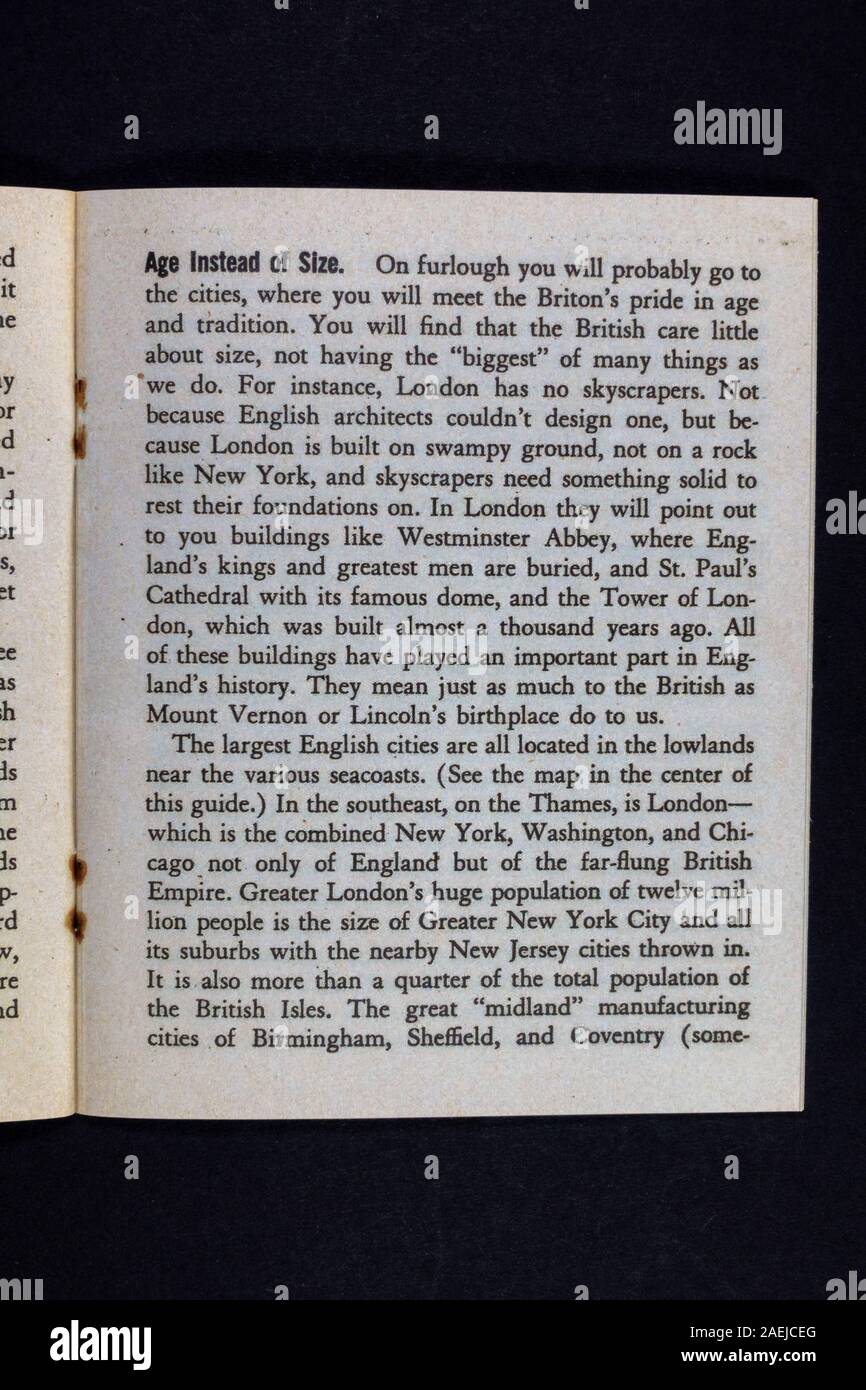 Age Instead of Size. On furlough you will probably go to
the cities, where you will meet the Briton's pride in age
and tradition. You will find that the British care little
about size, not having the "biggest" of many things as
we do. For instance, London has no skyscrapers. Not
because English architects couldn't design one, but be-
cause London is built on swampy ground, not on a rock
like New York, and skyscrapers need something solid to
rest their foundations on. In London they will point out
to you buildings like Westminster Abbey, where Eng-
land's kings and greatest men are buried, and St. Paul's
Cathedral with its famous dome, and the Tower of Lon-
don, which was built almost a thousand years ago. All
of these buildings have played an important part in Eng-
land's history. They mean just as much to the British as
Mount Vernon or Lincoln's birthplace do to us.
The largest English cities are all located in the lowlands
near the various seacoasts. (See the map in the center of
this guide.) In the southeast, on the Thames, is London—
which is the combined New York, Washington, and Chi-
cago not only of England but of the far-flung British
Empire. Greater London's huge population of twelve mil-
lion people is the size of Greater New York City and all
its suburbs with the nearby New Jersey cities thrown in.
It is also more than a quarter of the total population of
the British Isles. The great "midland" manufacturing
cities of Birmingham, Sheffield, and Coventry (some-
alamy
Image ID: 2AEJCEG
www.alamy.com